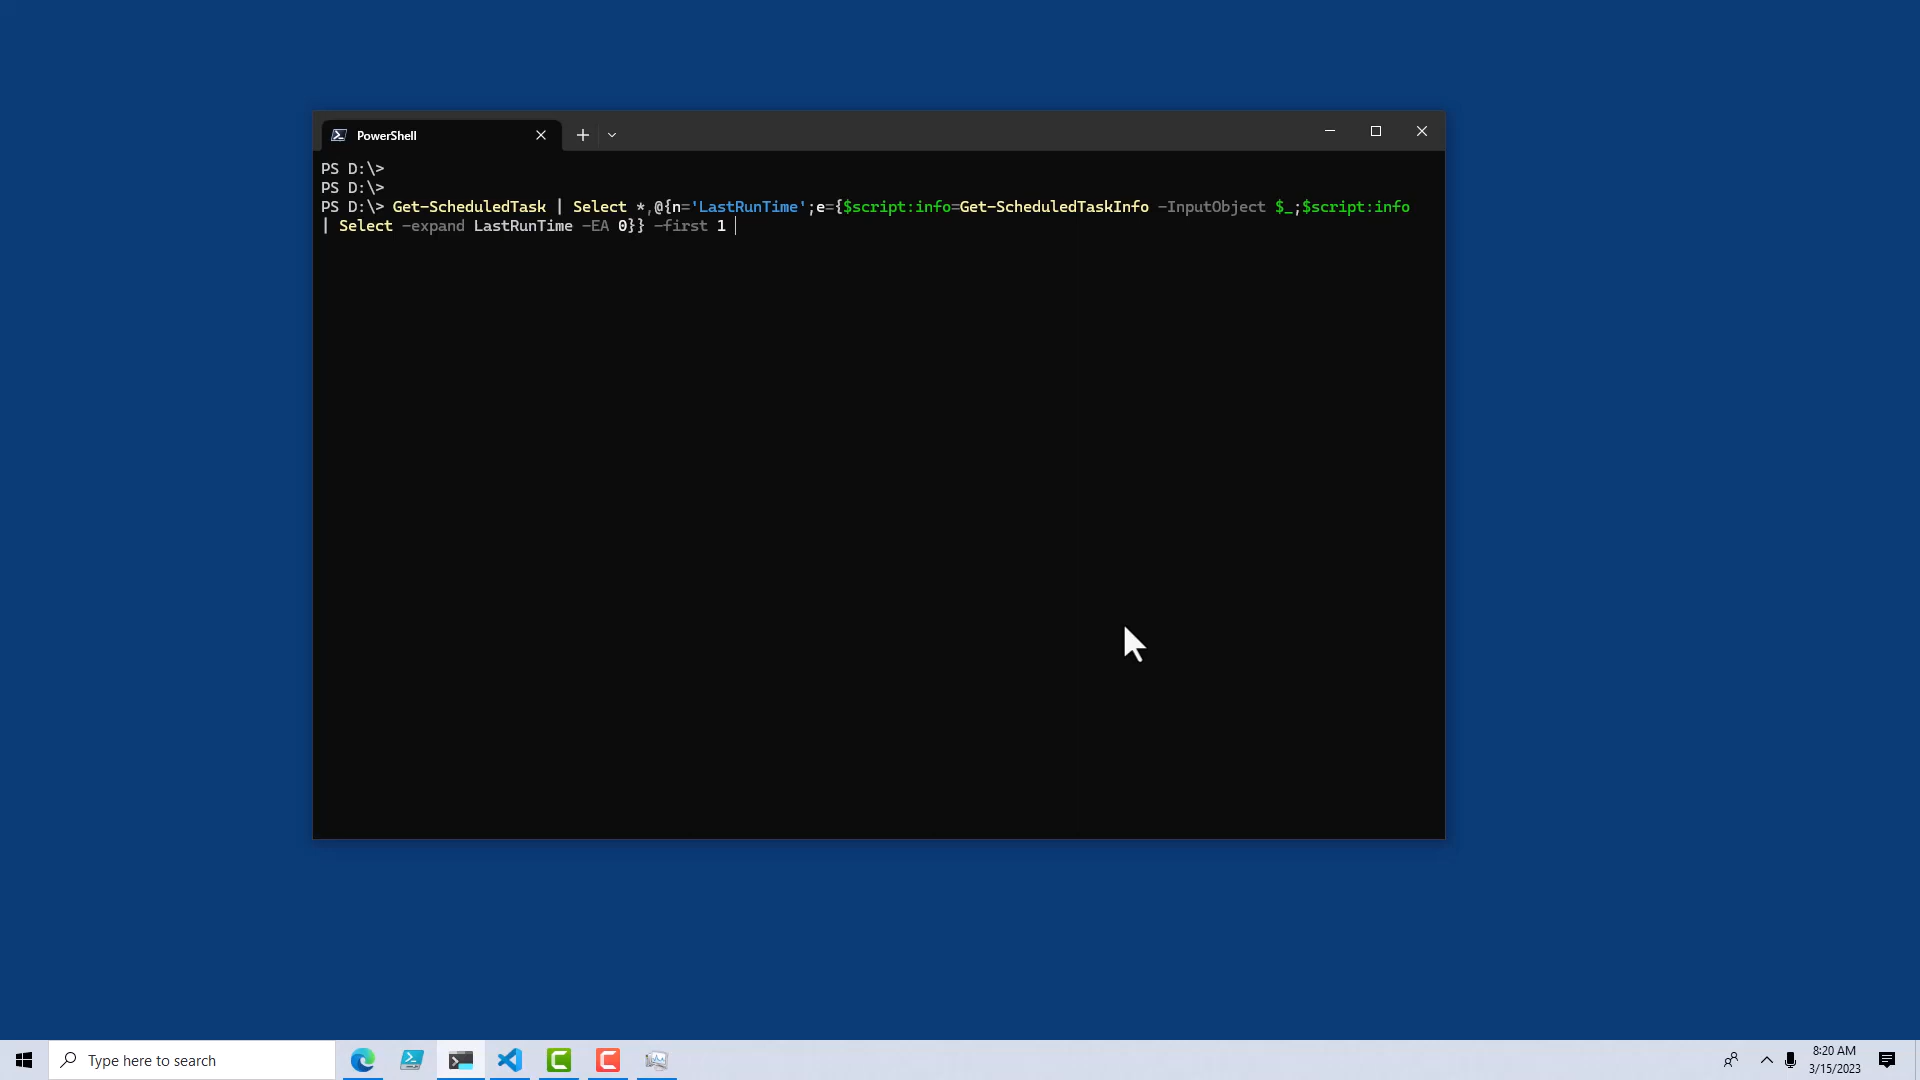 PowerShell
PS D:\>
PS D:\>
PS D:\> Get-ScheduledTask | Select *,@{n='LastRunTime';e={$script:info=Get-ScheduledTaskInfo -InputObject $_;$script:info
| Select -expand LastRunTime -EA 0}} -first 1
Type here to search
8:20 AM
3/15/2023